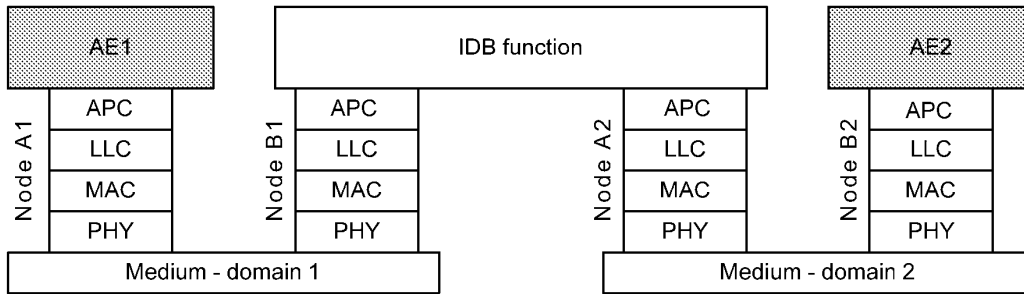 AE1
IDB function
AE2
Node A1
APC
LLC
MAC
PHY
Node B1
APC
LLC
MAC
PHY
Node A2
APC
LLC
MAC
PHY
Node B2
APC
LLC
MAC
PHY
Medium - domain 1
Medium - domain 2